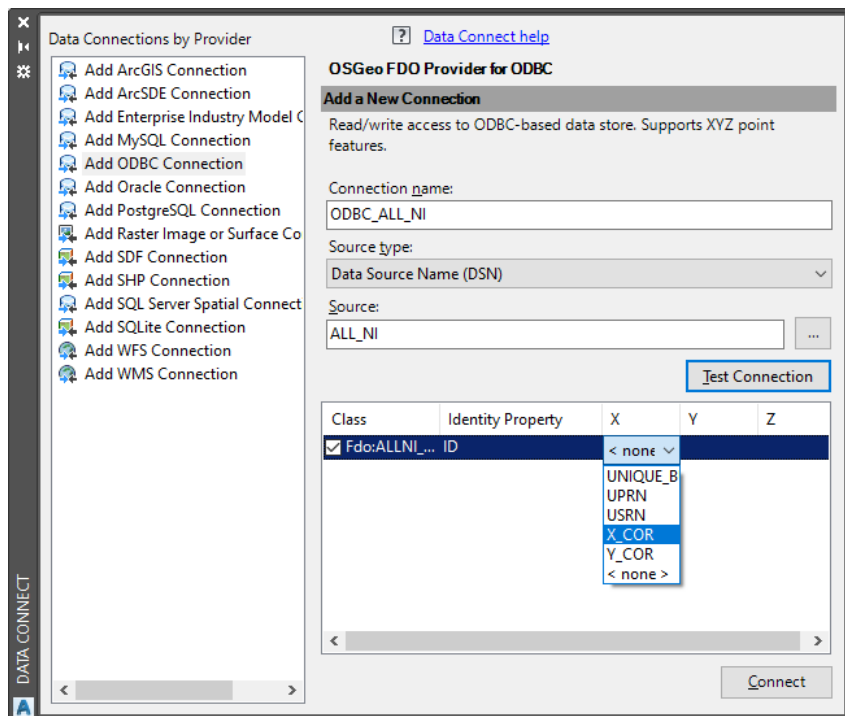 Data Connections by Provider
Add ArcGIS Connection
Add ArcSDE Connection
Add Enterprise Industry Model C
Add MySQL Connection
Add ODBC Connection
Add Oracle Connection
Add PostgreSQL Connection
Add Raster Image or Surface Co
Add SDF Connection
Add SHP Connection
Add SQL Server Spatial Connect
Add SQLite Connection
Add WFS Connection
Add WMS Connection
? Data Connect help
OSGeo FDO Provider for ODBC
Add a New Connection
Read/write access to ODBC-based data store. Supports XYZ point
features.
Connection name:
ODBC_ALL_NI
Source type:
Data Source Name (DSN)
Source:
ALL_NI
...
Test Connection
Class Identity Property X Y Z
Fdo:ALLNI_... ID < none
UNIQUE_B
UPRN
USRN
X_COR
Y_COR
< none >
Connect
DATA CONNECT
A